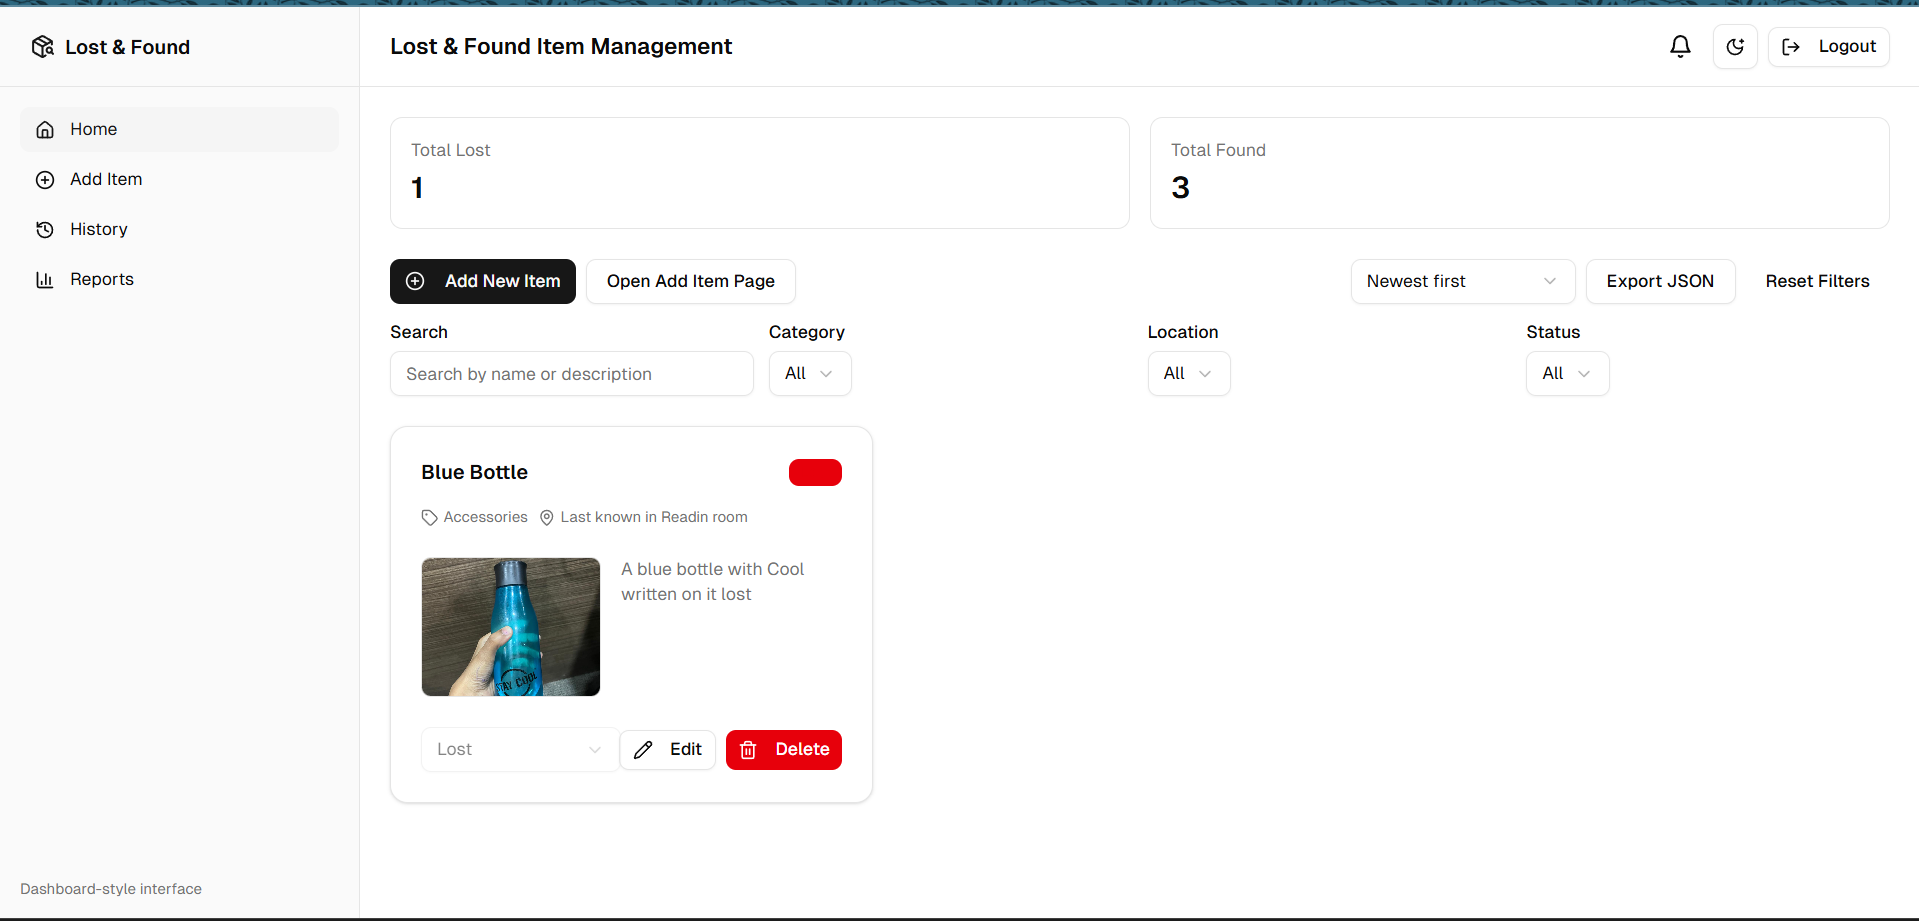 Lost & Found
Lost & Found Item Management
Logout
Home
Add Item
History
Reports
Total Lost
1
Total Found
3
Add New Item
Open Add Item Page
Newest first
Export JSON
Reset Filters
Search
Category
Location
Status
Search by name or description
All
All
All
Blue Bottle
Accessories
Last known in Readin room
A blue bottle with Cool
written on it lost
STAY COOL
Lost
Edit
Delete
Dashboard-style interface